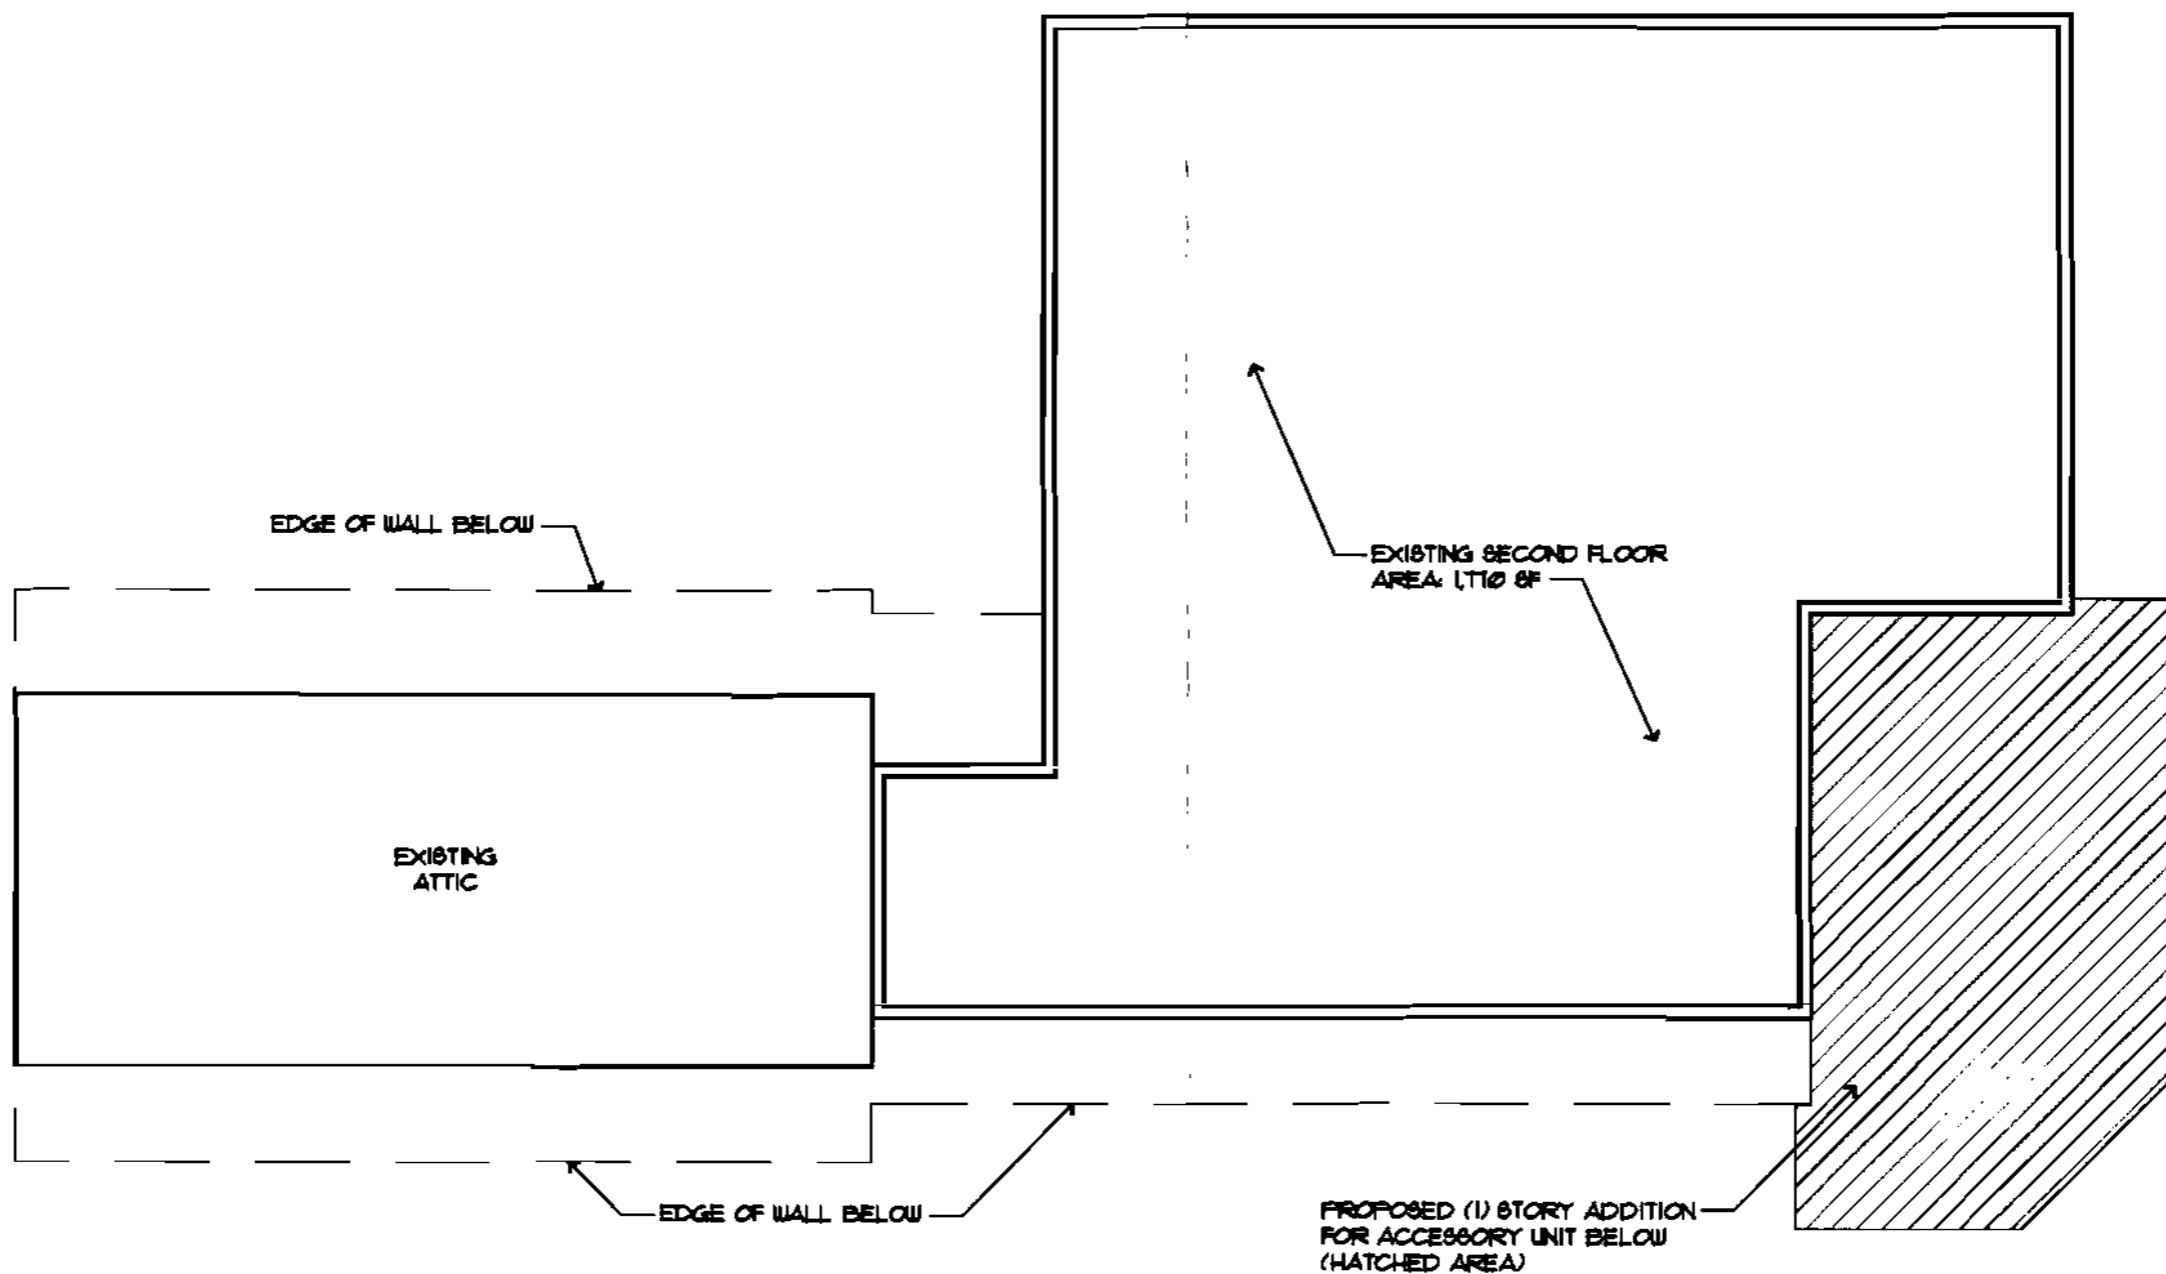 EDGE OF WALL BELOW
EXISTING SECOND FLOOR
AREA: 1,770 SF
EXISTING
ATTIC
EDGE OF WALL BELOW
PROPOSED (1) STORY ADDITION
FOR ACCESSORY UNIT BELOW
(HATCHED AREA)